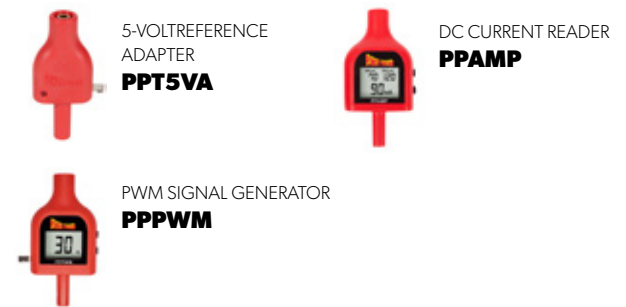 5-VOLTREFERENCE
ADAPTER
PPT5VA
DC CURRENT READER
PPAMP
PWM SIGNAL GENERATOR
PPPWM
30